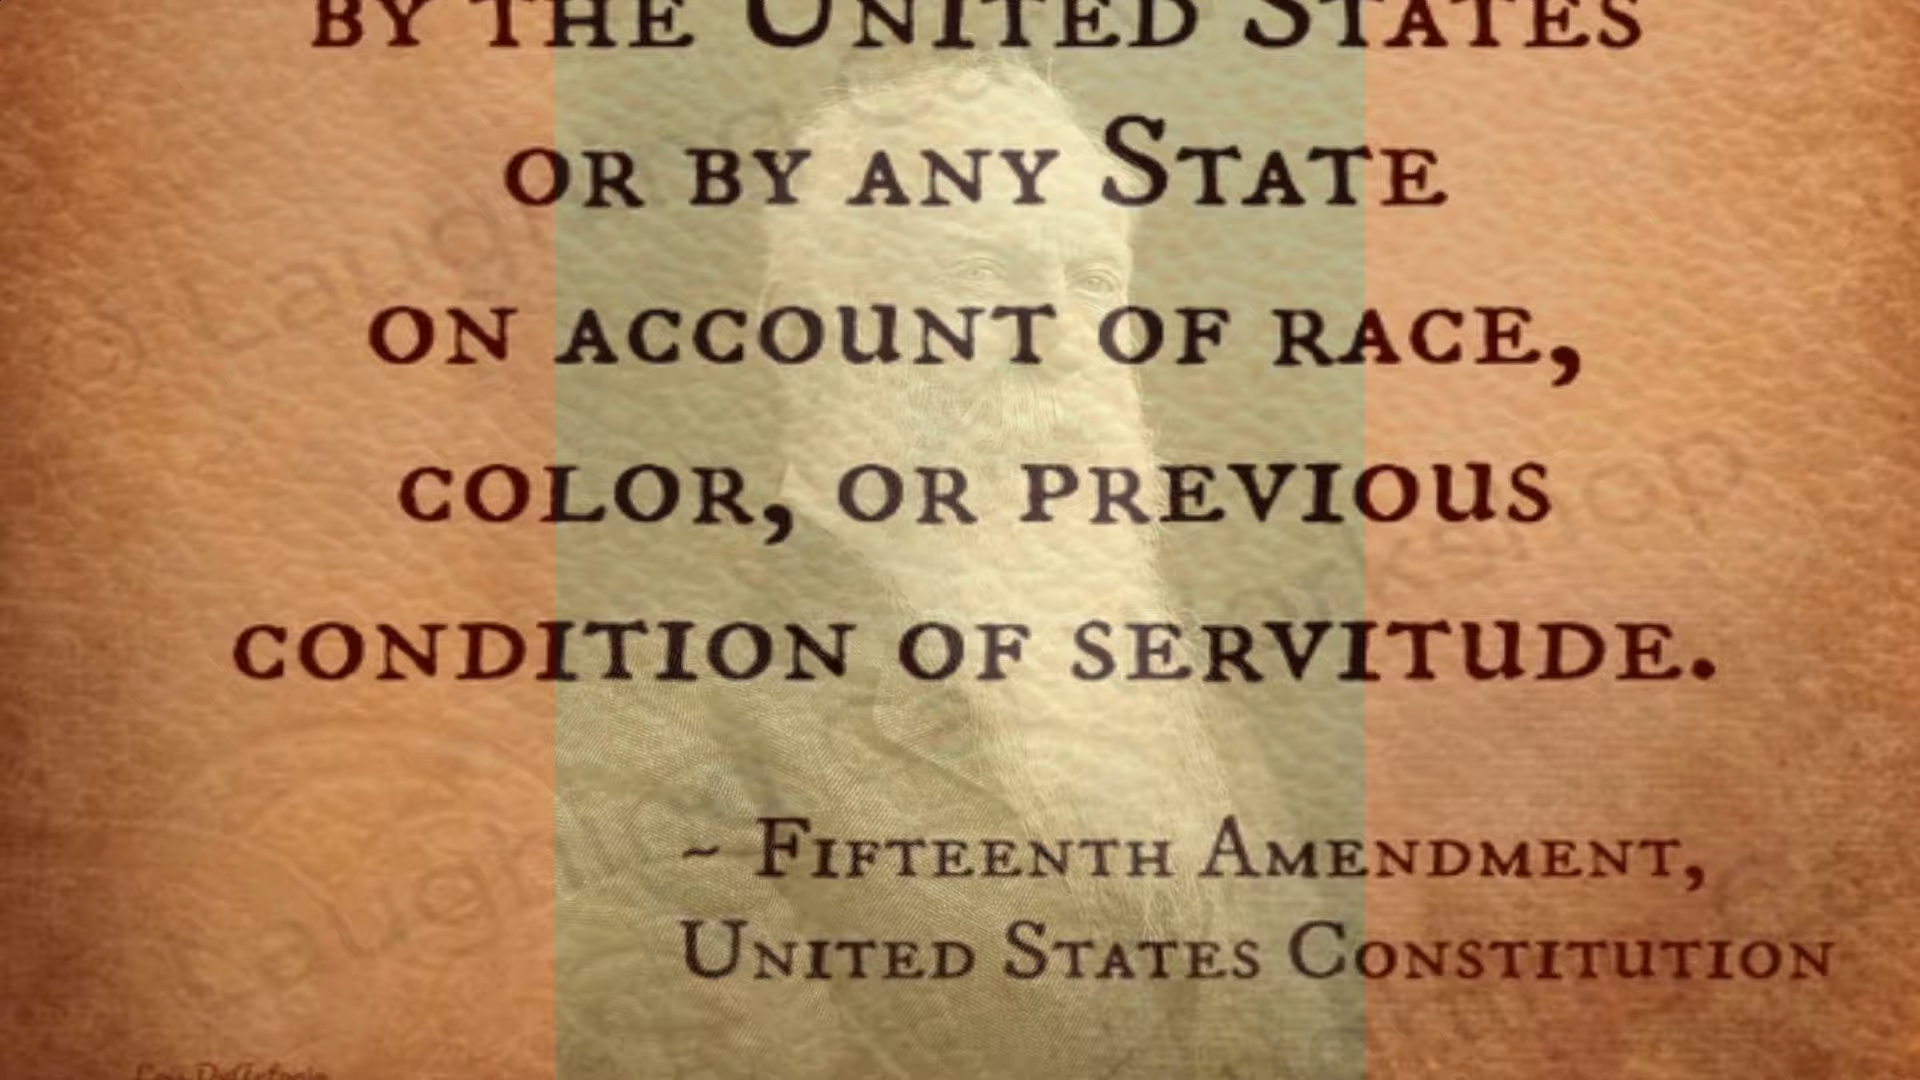 BY THE UNITED STATES
OR BY ANY STATE
ON ACCOUNT OF RACE,
COLOR, OR PREVIOUS
CONDITION OF SERVITUDE.
~ FIFTEENTH AMENDMENT,
UNITED STATES CONSTITUTION